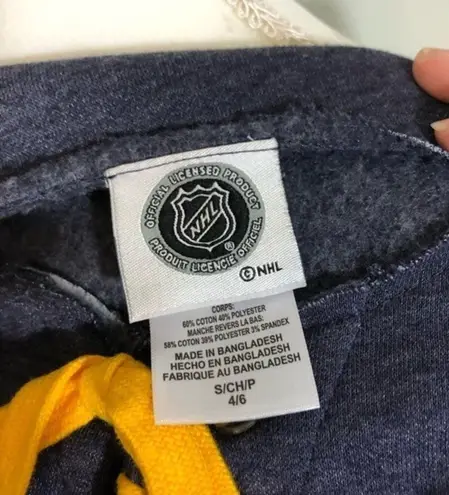 OFFICIAL LICENSED PRODUCT
NHL
®
PRODUIT LICENCIÉ OFFICIEL
© NHL
CORPS:
60% COTON 40% POLYESTER
MANCHE REVERS LA BAS:
58% COTON 39% POLYESTER 3% SPANDEX
MADE IN BANGLADESH
HECHO EN BANGLADESH
FABRIQUE AU BANGLADESH
S/CH/P
4/6